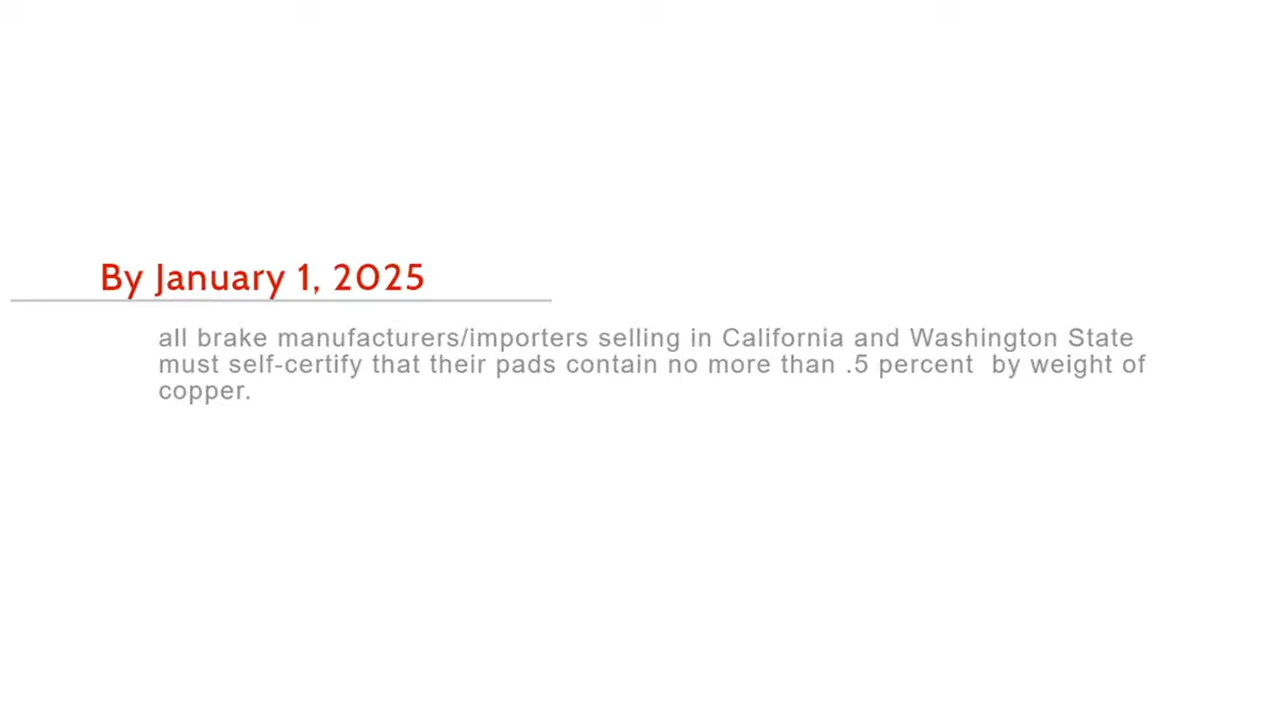 By January 1, 2025
all brake manufacturers/importers selling in California and Washington State
must self-certify that their pads contain no more than .5 percent  by weight of
copper.